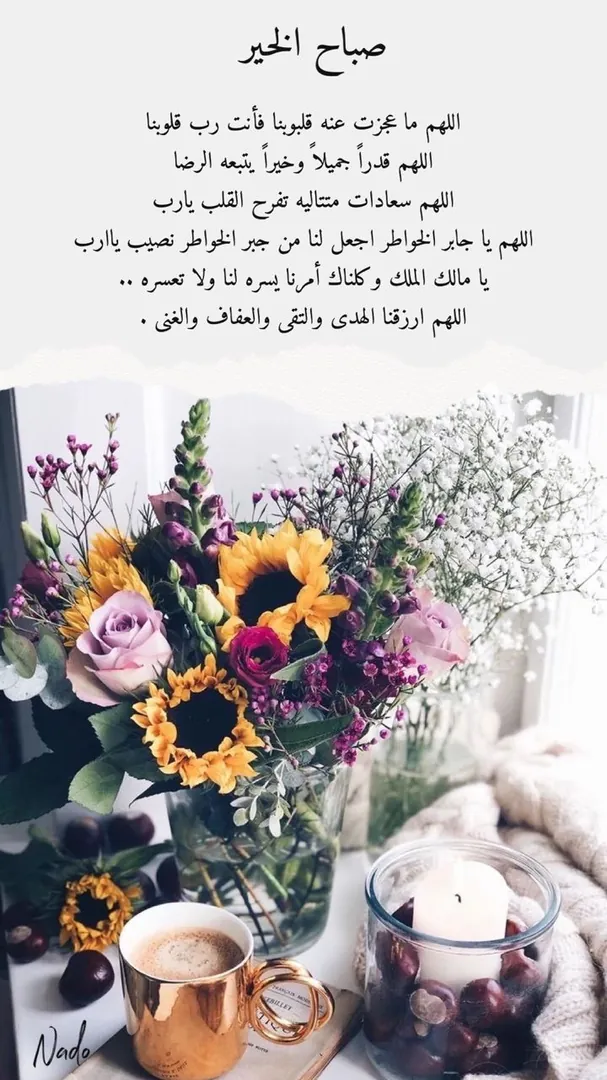 صباح الخير
اللهم ما عجزت عنه قلبوبنا فأنت رب قلوبنا
اللهم قدراً جميلاً وخيراً يتبعه الرضا
اللهم سعادات متتاليه تفرح القلب يارب
اللهم يا جابر الخواطر اجعل لنا من جبر الخواطر نصيب يارب
يا مالك الملك وكلناك أمرنا يسره لنا ولا تعسره ..
اللهم ارزقنا الهدى والتقى والعفاف والغنى .
Nado